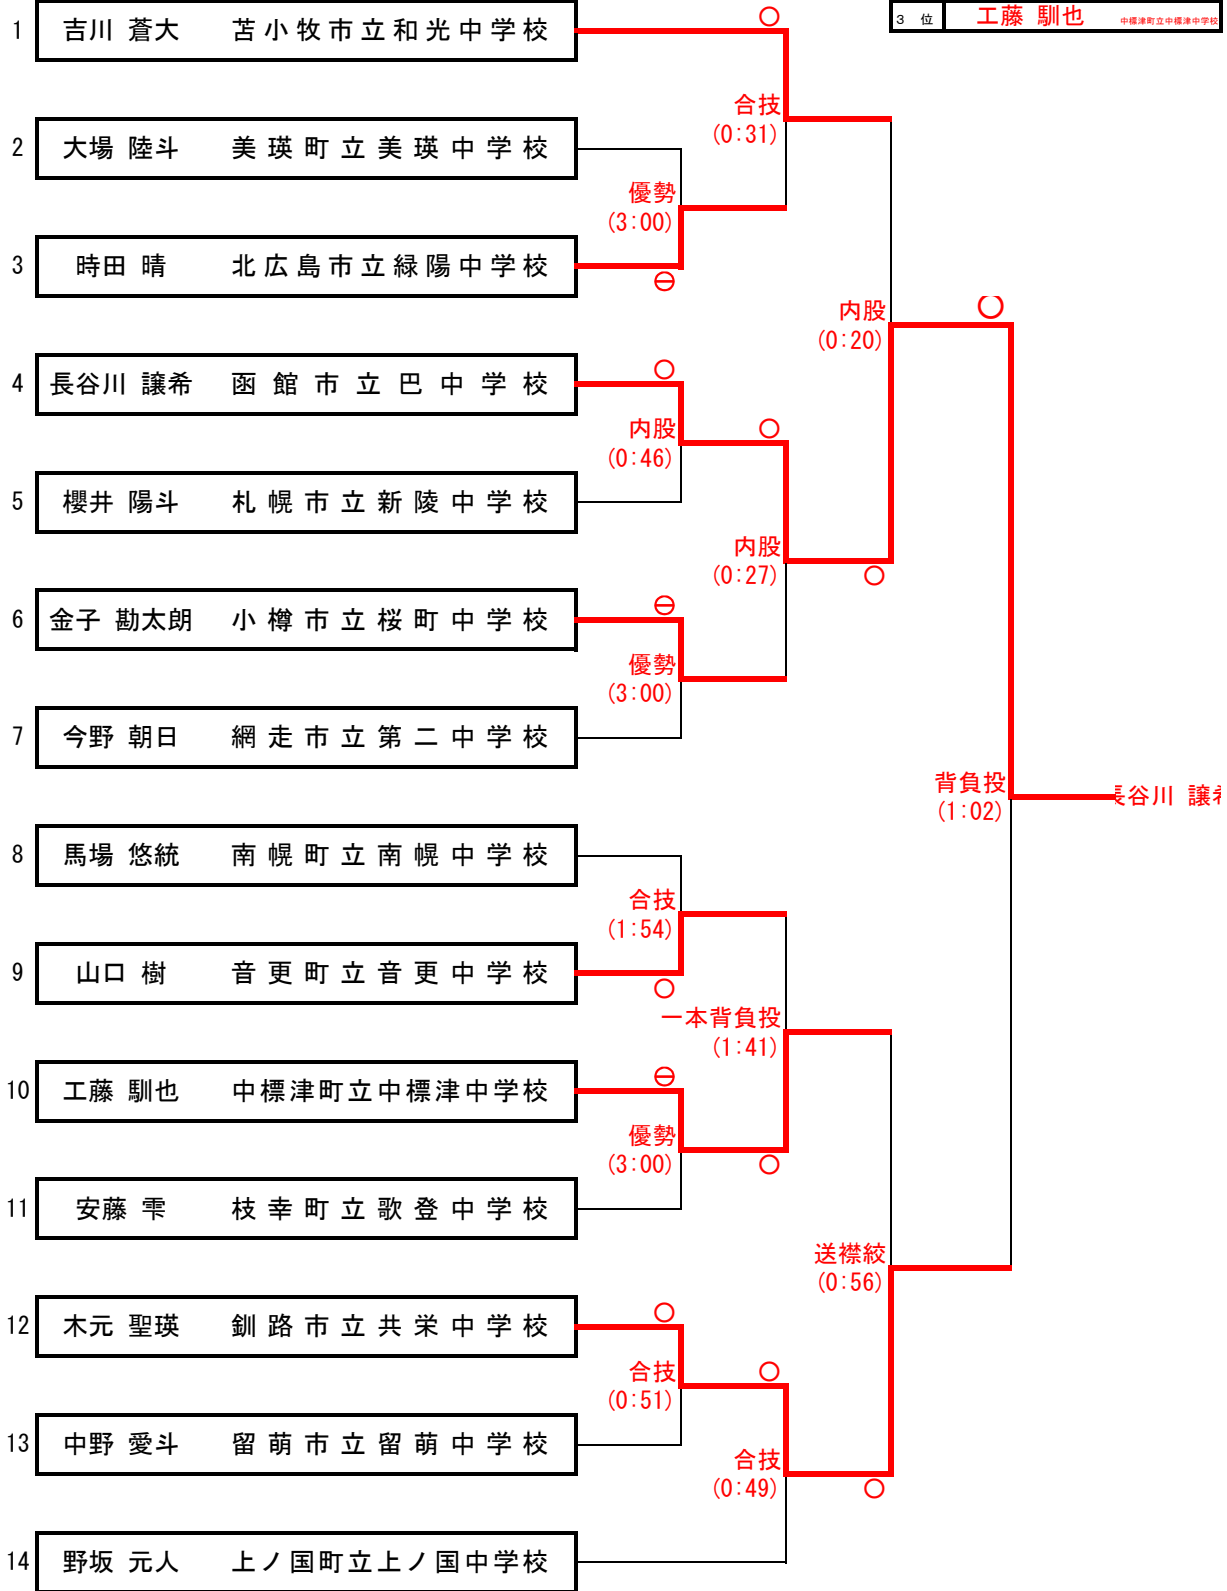 3 位 工藤 馴也 中標津町立中標津中学校
1 吉川 蒼大 苫小牧市立和光中学校
合技
(0:31)
2 大場 陸斗 美瑛町立美瑛中学校
優勢
(3:00)
3 時田 晴 北広島市立緑陽中学校
内股
(0:20)
4 長谷川 譲希 函館市立巴中学校
内股
(0:46)
5 櫻井 陽斗 札幌市立新陵中学校
内股
(0:27)
6 金子 勘太朗 小樽市立桜町中学校
優勢
(3:00)
7 今野 朝日 網走市立第二中学校
背負投
(1:02)
長谷川 譲希
8 馬場 悠統 南幌町立南幌中学校
合技
(1:54)
9 山口 樹 音更町立音更中学校
一本背負投
(1:41)
10 工藤 馴也 中標津町立中標津中学校
優勢
(3:00)
11 安藤 雫 枝幸町立歌登中学校
送襟絞
(0:56)
12 木元 聖瑛 釧路市立共栄中学校
合技
(0:51)
13 中野 愛斗 留萌市立留萌中学校
合技
(0:49)
14 野坂 元人 上ノ国町立上ノ国中学校